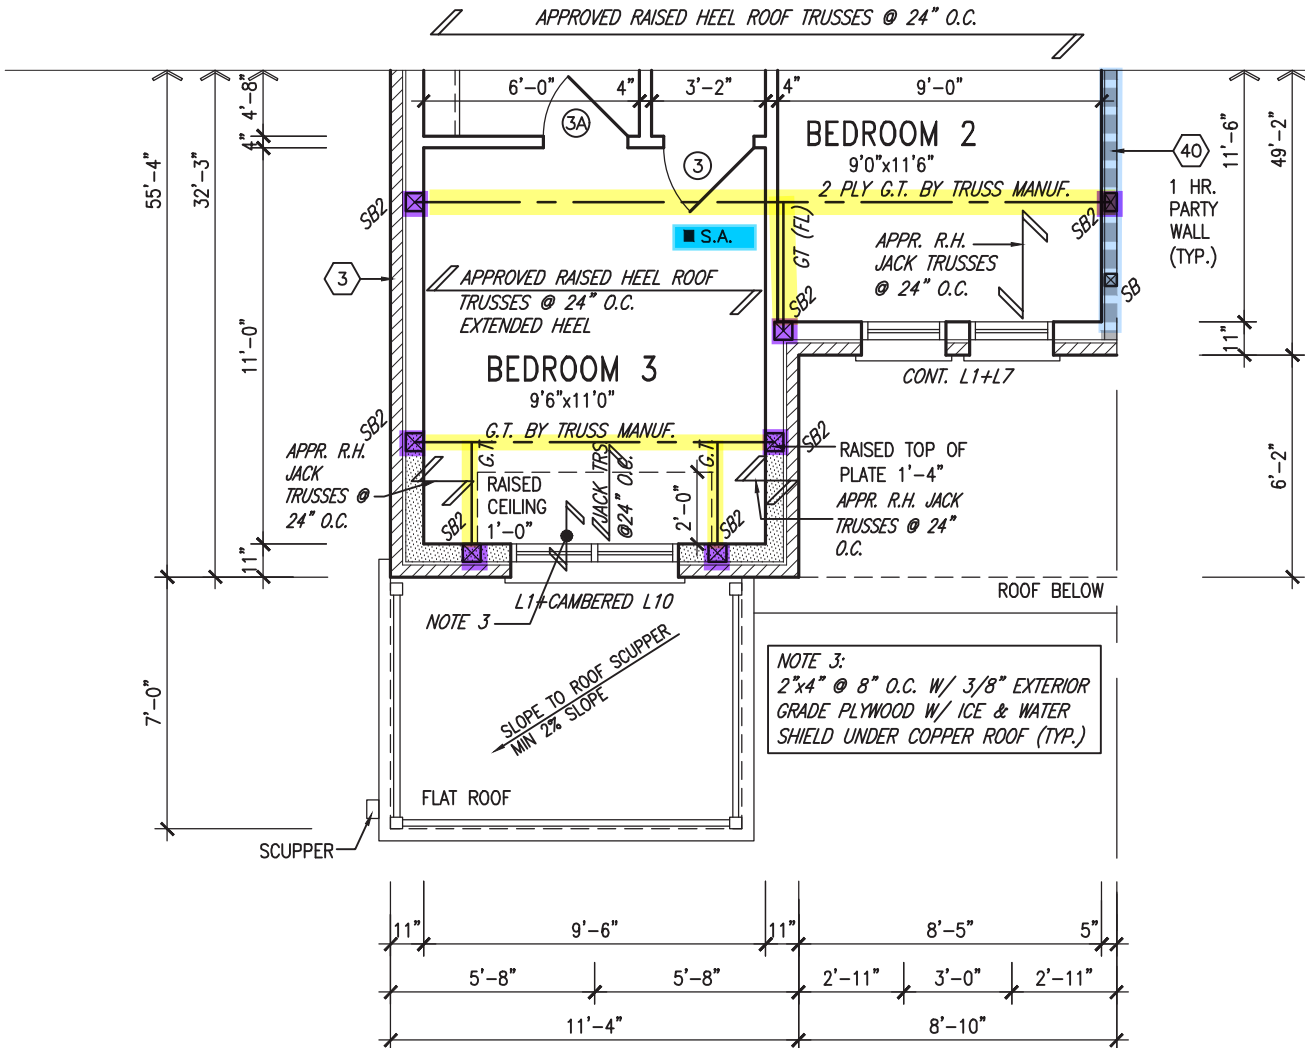 APPROVED RAISED HEEL ROOF TRUSSES @ 24" O.C.
6'-0"
4"
3'-2"
4"
9'-0"
4'-8"
4"
55'-4"
32'-3"
11'-0"
11"
7'-0"
3A
3
BEDROOM 2
9'0"x11'6"
2 PLY G.T. BY TRUSS MANUF.
40
1 HR.
PARTY
WALL
(TYP.)
11'-6"
49'-2"
11"
6'-2"
SB2
SB2
S.A.
GT (FL)
APPR. R.H.
JACK TRUSSES
@ 24" O.C.
SB
SB2
3
APPROVED RAISED HEEL ROOF
TRUSSES @ 24" O.C.
EXTENDED HEEL
BEDROOM 3
9'6"x11'0"
G.T. BY TRUSS MANUF.
CONT. L1+L7
SB2
SB2
APPR. R.H.
JACK
TRUSSES @
24" O.C.
G.T.
G.T.
RAISED
CEILING
1'-0"
JACK TRS
@24" O.C.
2'-0"
SB2
SB2
RAISED TOP OF
PLATE 1'-4"
APPR. R.H. JACK
TRUSSES @ 24"
O.C.
L1+CAMBERED L10
NOTE 3
ROOF BELOW
SLOPE TO ROOF SCUPPER
MIN 2% SLOPE
NOTE 3:
2"x4" @ 8" O.C. W/ 3/8" EXTERIOR
GRADE PLYWOOD W/ ICE & WATER
SHIELD UNDER COPPER ROOF (TYP.)
FLAT ROOF
SCUPPER
11"
9'-6"
11"
8'-5"
5"
5'-8"
5'-8"
2'-11"
3'-0"
2'-11"
11'-4"
8'-10"